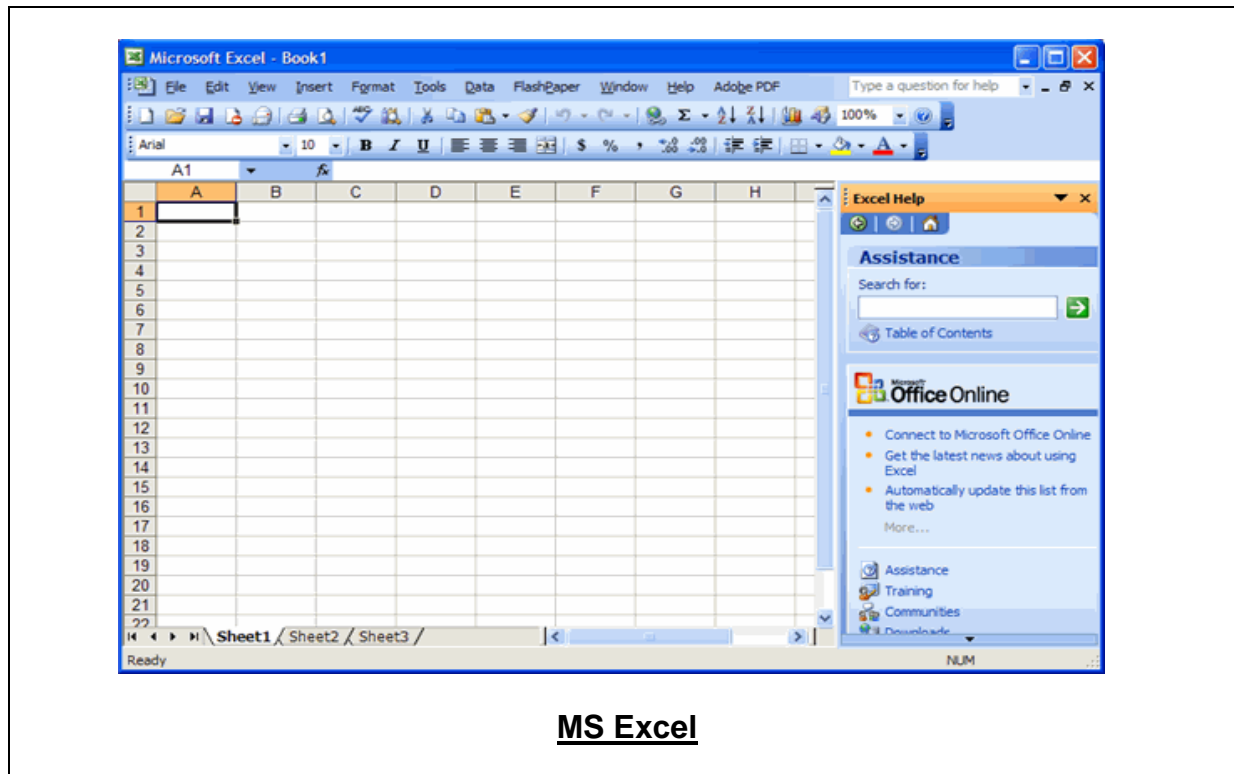 Microsoft Excel - Book1
File Edit View Insert Format Tools Data FlashPaper Window Help Adobe PDF Type a question for help
100%
Arial 10 B I U $ % ,
A1 fx
A B C D E F G H
Excel Help
1
2
3
4
5
6
7
8
9
10
11
12
13
14
15
16
17
18
19
20
21
22
Assistance
Search for:
Table of Contents
Microsoft
Office Online
Connect to Microsoft Office Online
Get the latest news about using
Excel
Automatically update this list from
the web
More...
Assistance
Training
Communities
Downloads
Sheet1 Sheet2 Sheet3
Ready NUM
MS Excel